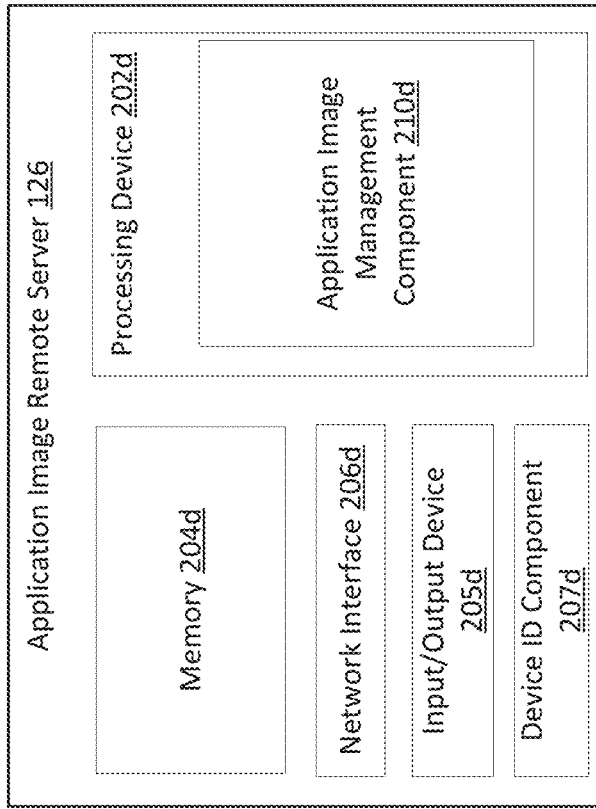 Application Image Remote Server 126
Memory 204d
Network Interface 206d
Input/Output Device
205d
Device ID Component
207d
Processing Device 202d
Application Image
Management
Component 210d